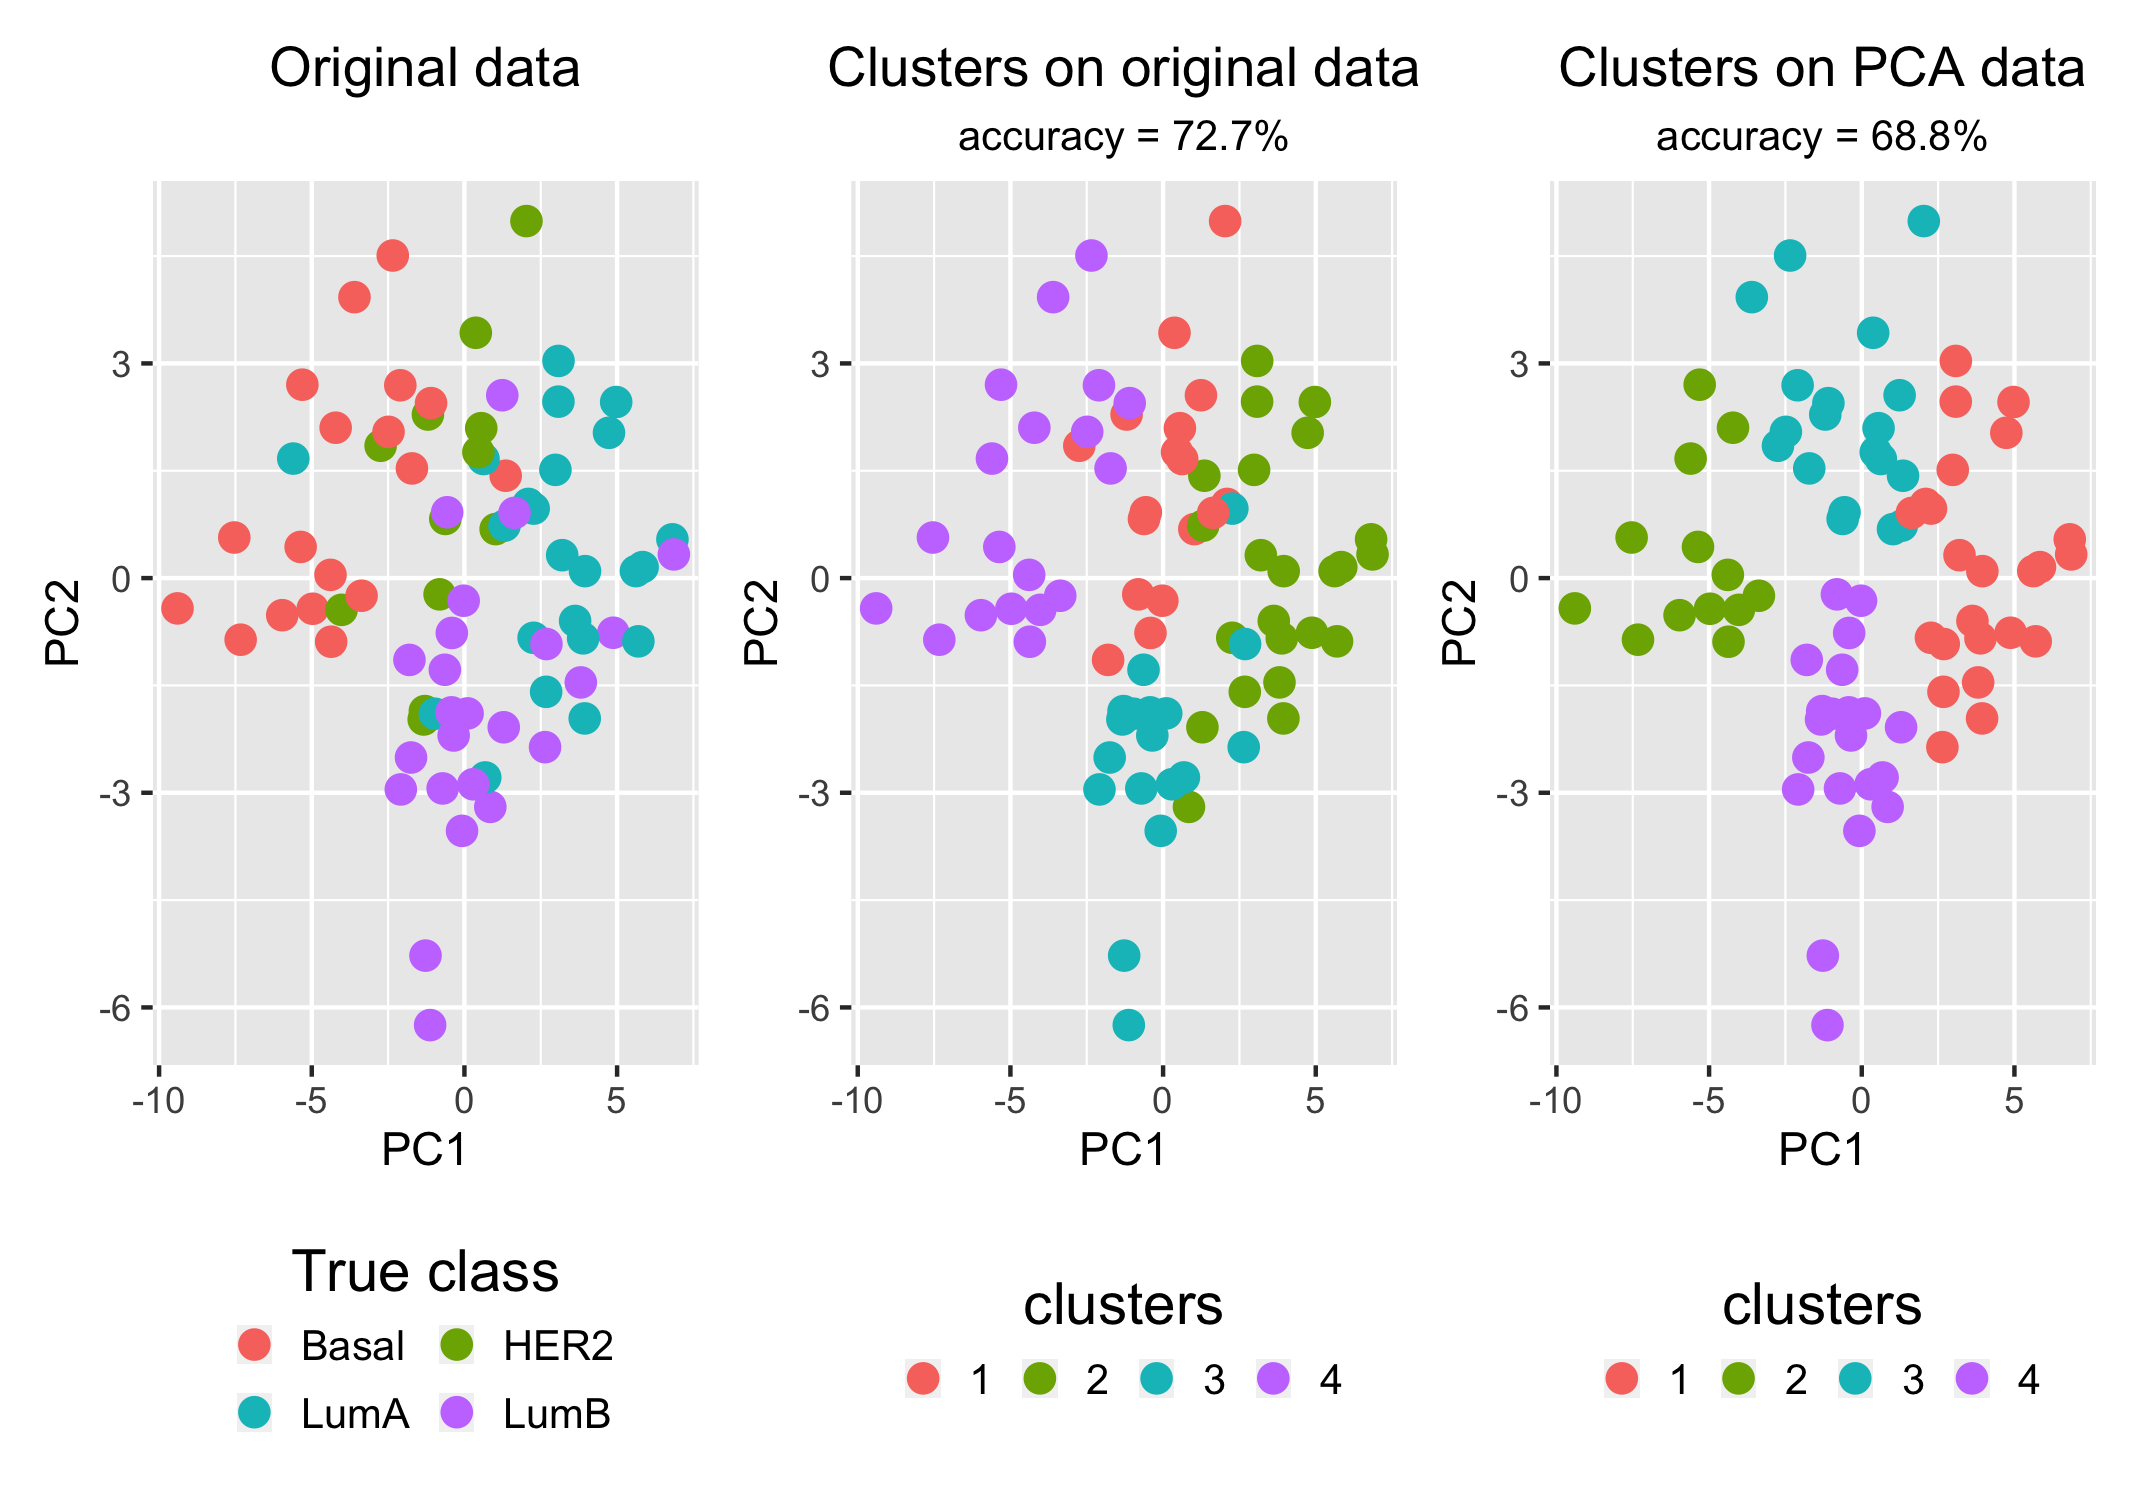 Original data
Clusters on original data
accuracy = 72.7%
Clusters on PCA data
accuracy = 68.8%
PC2
3
0
-3
-6
-10 -5 0 5
PC1
PC2
3
0
-3
-6
-10 -5 0 5
PC1
PC2
3
0
-3
-6
-10 -5 0 5
PC1
True class
Basal HER2
LumA LumB
clusters
1 2 3 4
clusters
1 2 3 4